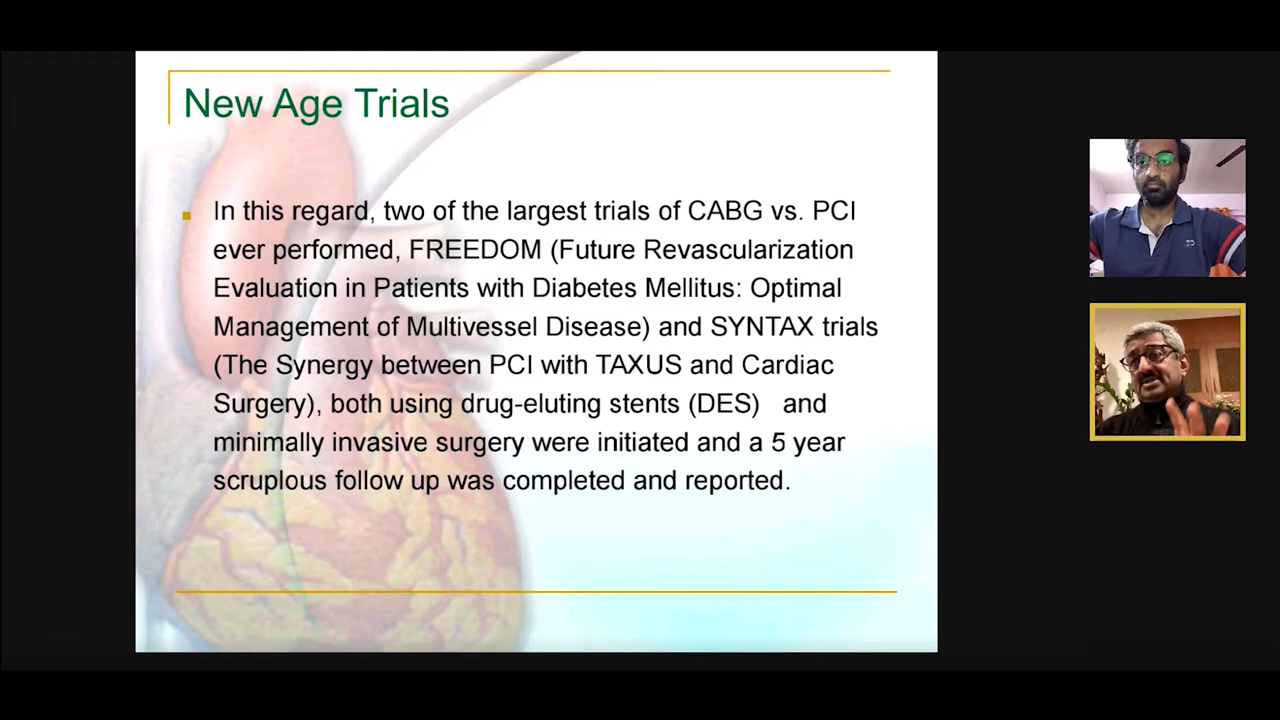 New Age Trials
In this regard, two of the largest trials of CABG vs. PCI
ever performed, FREEDOM (Future Revascularization
Evaluation in Patients with Diabetes Mellitus: Optimal
Management of Multivessel Disease) and SYNTAX trials
(The Synergy between PCI with TAXUS and Cardiac
Surgery), both using drug-eluting stents (DES) and
minimally invasive surgery were initiated and a 5 year
scruplous follow up was completed and reported.